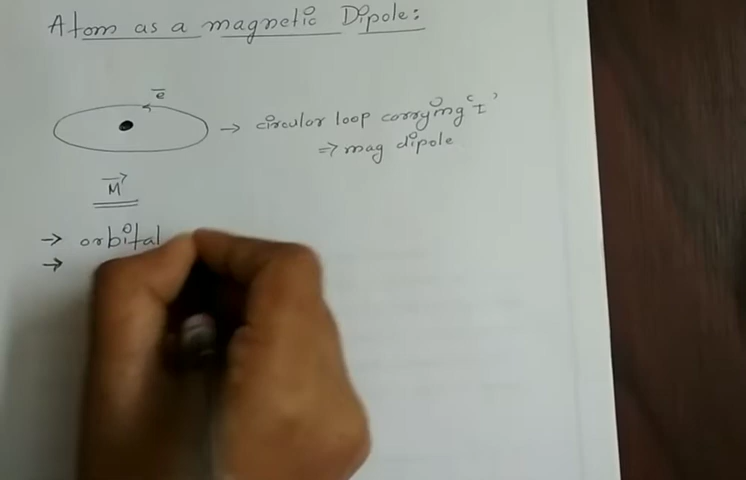 Atom as a magnetic Dipole:
e̅
→ circular loop carrying 'I'
⇒ mag dipole
M⃗
→ orbital
→